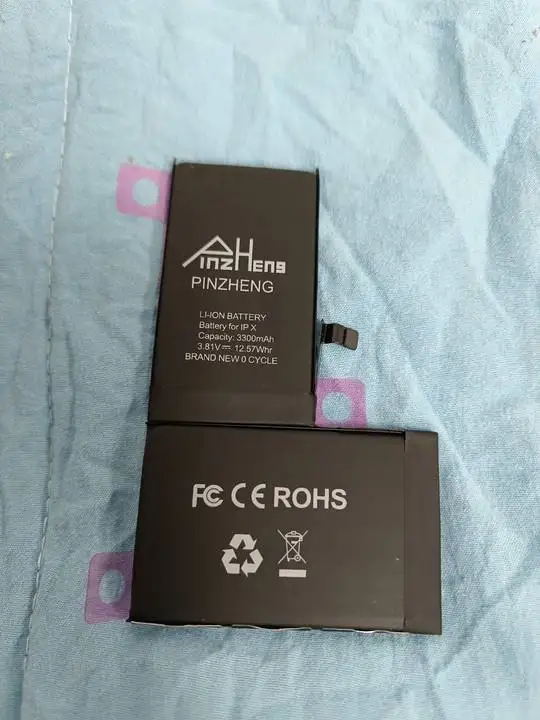 PINZHENG
PINZHENG
LI-ION BATTERY
Battery for IP X
Capacity: 3300mAh
3.81V⎓ 12.57Whr
BRAND NEW 0 CYCLE
FC CE ROHS